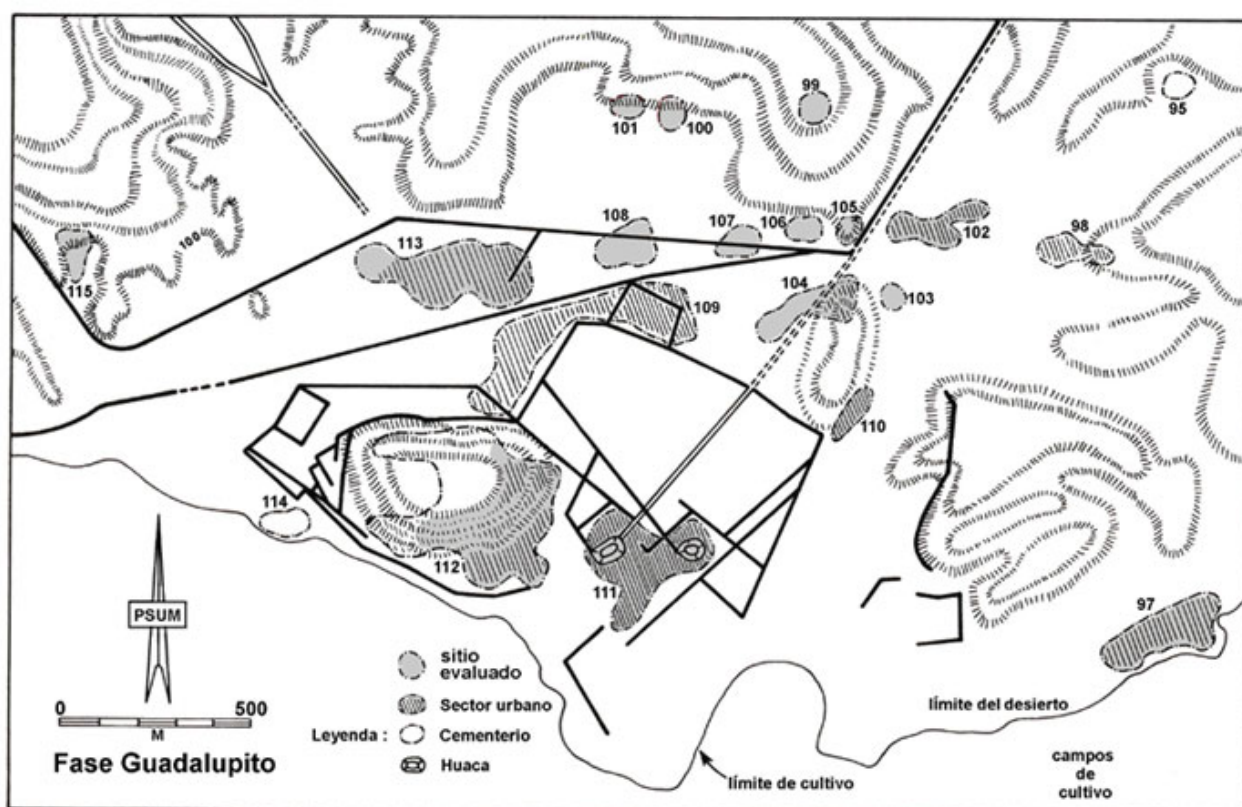 99
95
101
100
108
107
106
105
102
98
100
113
115
104
103
109
110
114
112
111
97
PSUM
0 500
M
Fase Guadalupito
sitio
evaluado
Sector urbano
Leyenda :
Cementerio
Huaca
límite del desierto
límite de cultivo
campos
de
cultivo